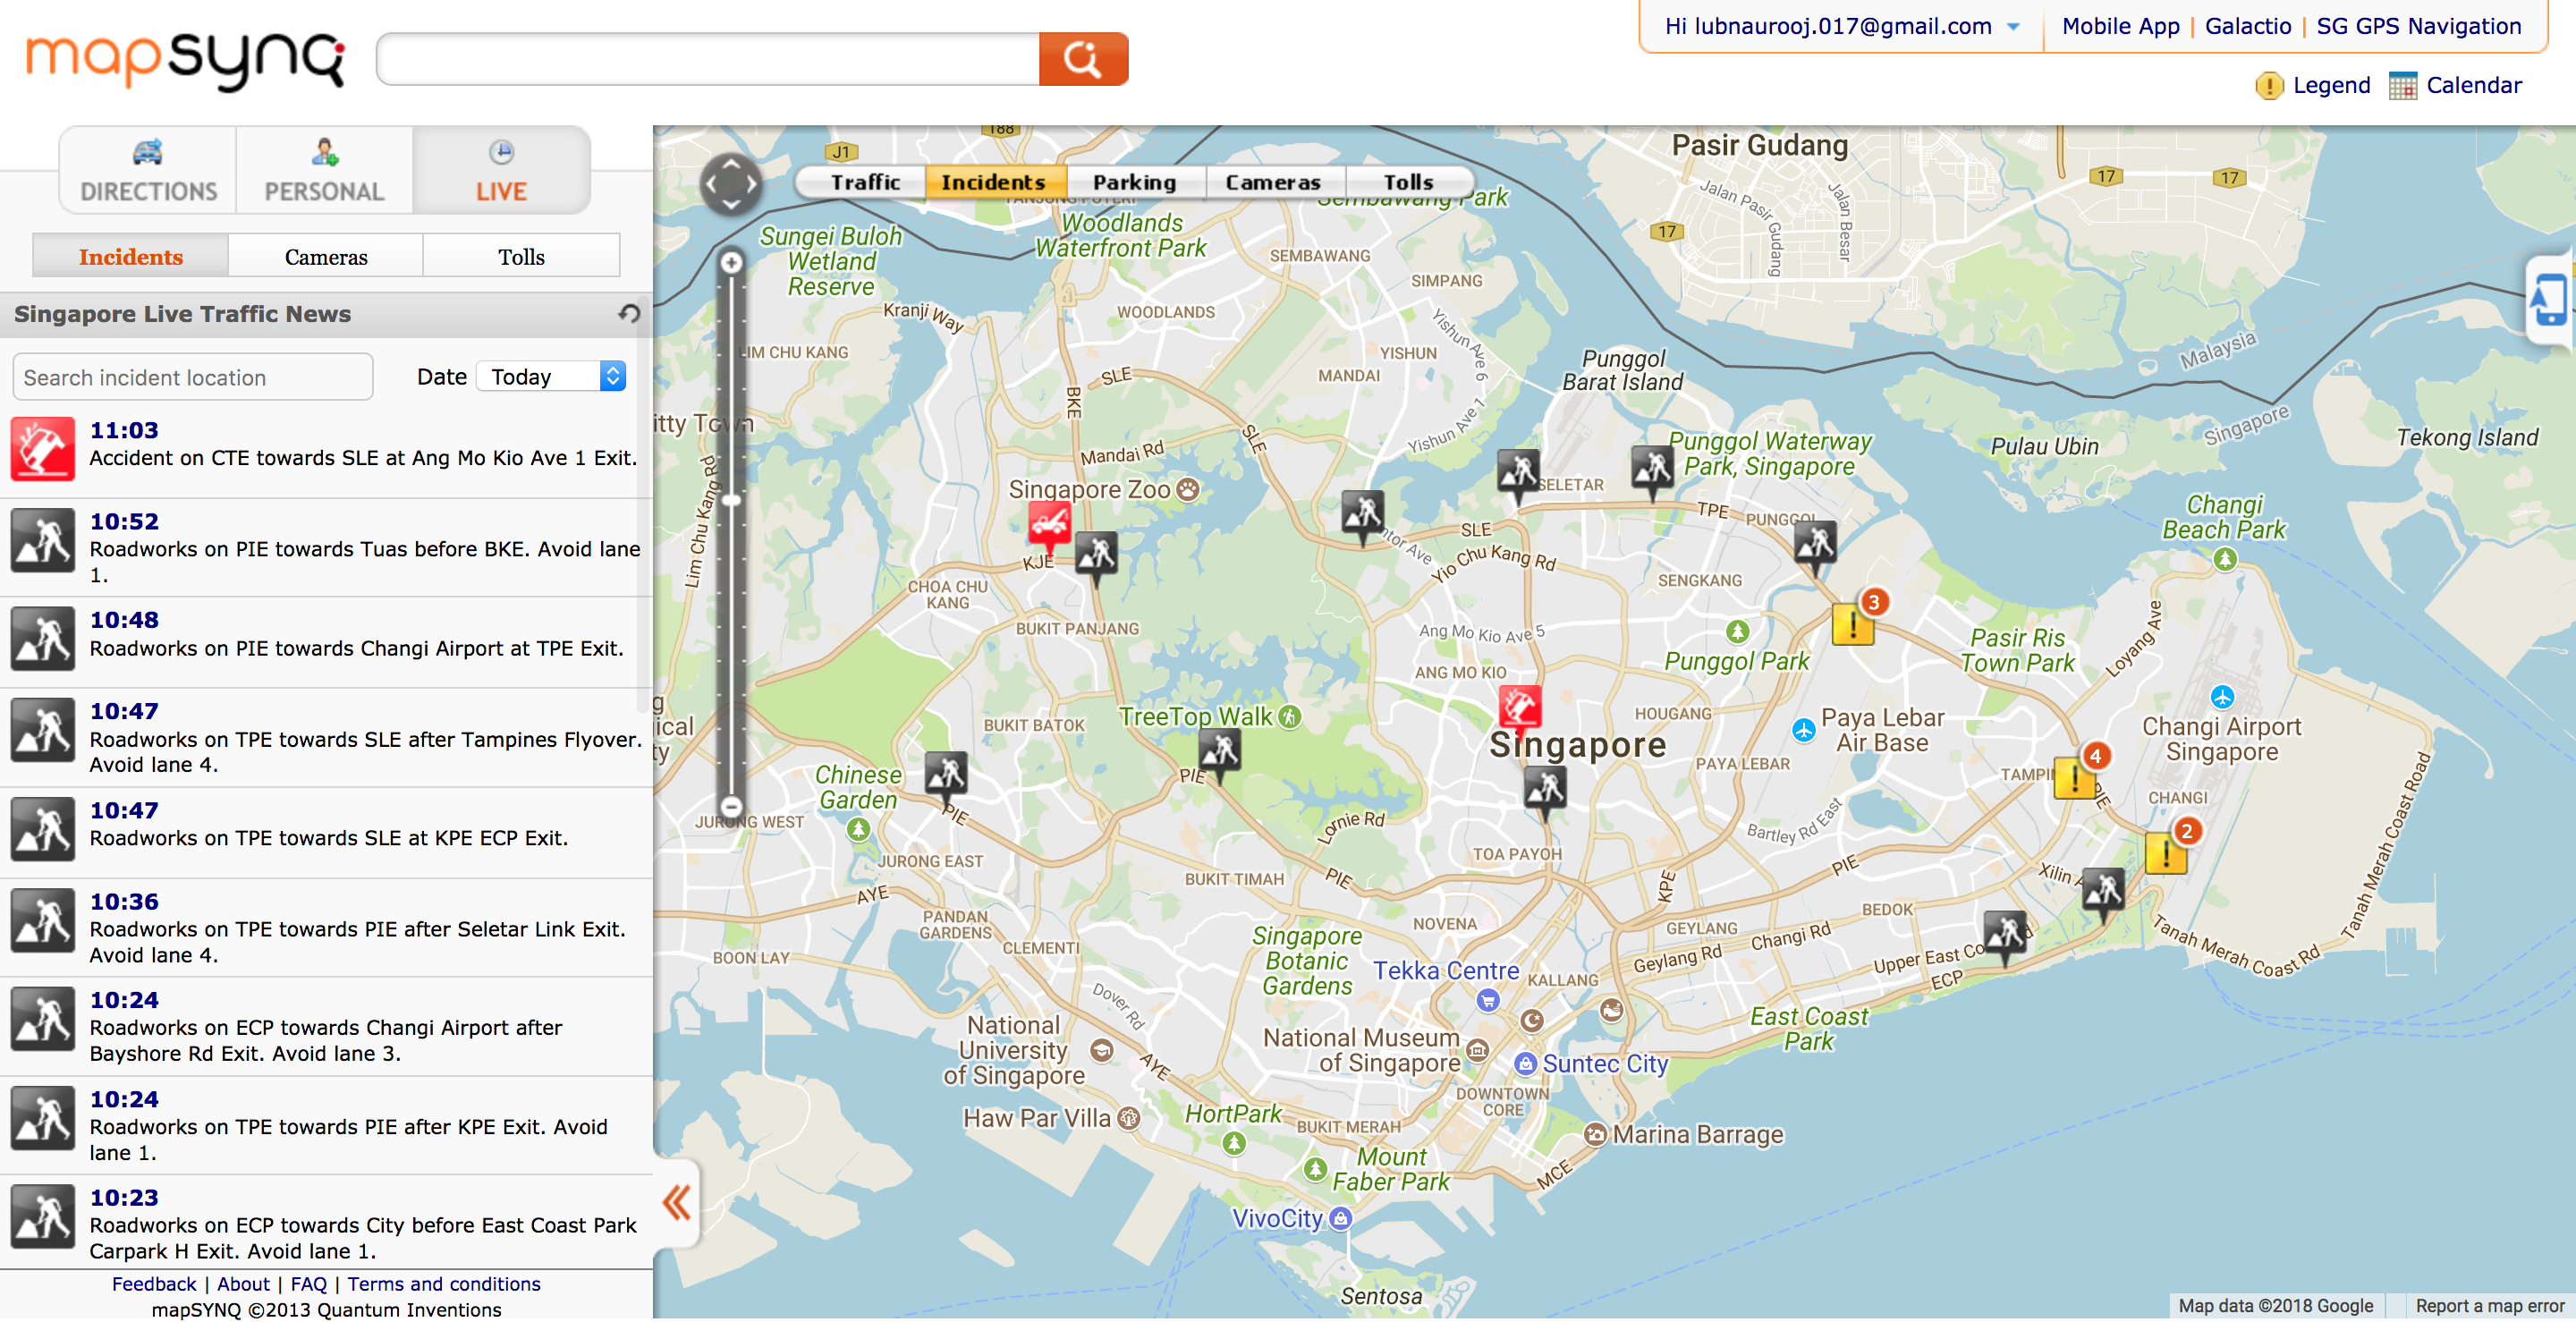 mapsynq
Hi lubnaurooj.017@gmail.com
Mobile App | Galactio | SG GPS Navigation
Legend
Calendar
DIRECTIONS
PERSONAL
LIVE
Incidents
Cameras
Tolls
Singapore Live Traffic News
Search incident location
Date
Today
11:03
Accident on CTE towards SLE at Ang Mo Kio Ave 1 Exit.
10:52
Roadworks on PIE towards Tuas before BKE. Avoid lane
1.
10:48
Roadworks on PIE towards Changi Airport at TPE Exit.
10:47
Roadworks on TPE towards SLE after Tampines Flyover.
Avoid lane 4.
10:47
Roadworks on TPE towards SLE at KPE ECP Exit.
10:36
Roadworks on TPE towards PIE after Seletar Link Exit.
Avoid lane 4.
10:24
Roadworks on ECP towards Changi Airport after
Bayshore Rd Exit. Avoid lane 3.
10:24
Roadworks on TPE towards PIE after KPE Exit. Avoid
lane 1.
10:23
Roadworks on ECP towards City before East Coast Park
Carpark H Exit. Avoid lane 1.
Feedback | About | FAQ | Terms and conditions
mapSYNQ ©2013 Quantum Inventions
Traffic
Incidents
Parking
Cameras
Tolls
188
J1
Pasir Gudang
Jalan Pasir Gudang
Jalan Besar
17
17
17
Sembawang Park
Woodlands
Waterfront Park
Sungei Buloh
Wetland
Reserve
SEMBAWANG
SIMPANG
WOODLANDS
Kranji Way
LIM CHU KANG
YISHUN
Yishun Ave 6
MANDAI
Yishun Ave 1
Punggol
Barat Island
Malaysia
Singapore
SLE
BKE
SLE
Mandai Rd
Lim Chu Kang Rd
Singapore Zoo
Punggol Waterway
Park, Singapore
Pulau Ubin
Tekong Island
SELETAR
TPE
PUNGGOL
SLE
Yio Chu Kang Rd
Changi
Beach Park
KJE
CHOA CHU
KANG
SENGKANG
3
BUKIT PANJANG
Ang Mo Kio Ave 5
ANG MO KIO
Punggol Park
Pasir Ris
Town Park
Loyang Ave
BUKIT BATOK
TreeTop Walk
HOUGANG
Singapore
Paya Lebar
Air Base
Changi Airport
Singapore
PAYA LEBAR
4
PIE
CHANGI
Chinese
Garden
PIE
PIE
JURONG WEST
Lornie Rd
Bartley Rd East
2
JURONG EAST
TOA PAYOH
BUKIT TIMAH
PIE
PIE
KPE
AYE
BEDOK
PANDAN
GARDENS
CLEMENTI
NOVENA
GEYLANG
Changi Rd
Geylang Rd
ECP
Tanah Merah Coast Rd
Tanah Merah Coast Road
BOON LAY
Singapore
Botanic
Gardens
Tekka Centre
KALLANG
Dover Rd
National
University
of Singapore
National Museum
of Singapore
Suntec City
East Coast
Park
AYE
DOWNTOWN
CORE
Haw Par Villa
HortPark
BUKIT MERAH
Marina Barrage
Mount
Faber Park
MCE
VivoCity
Sentosa
Map data ©2018 Google
Report a map error